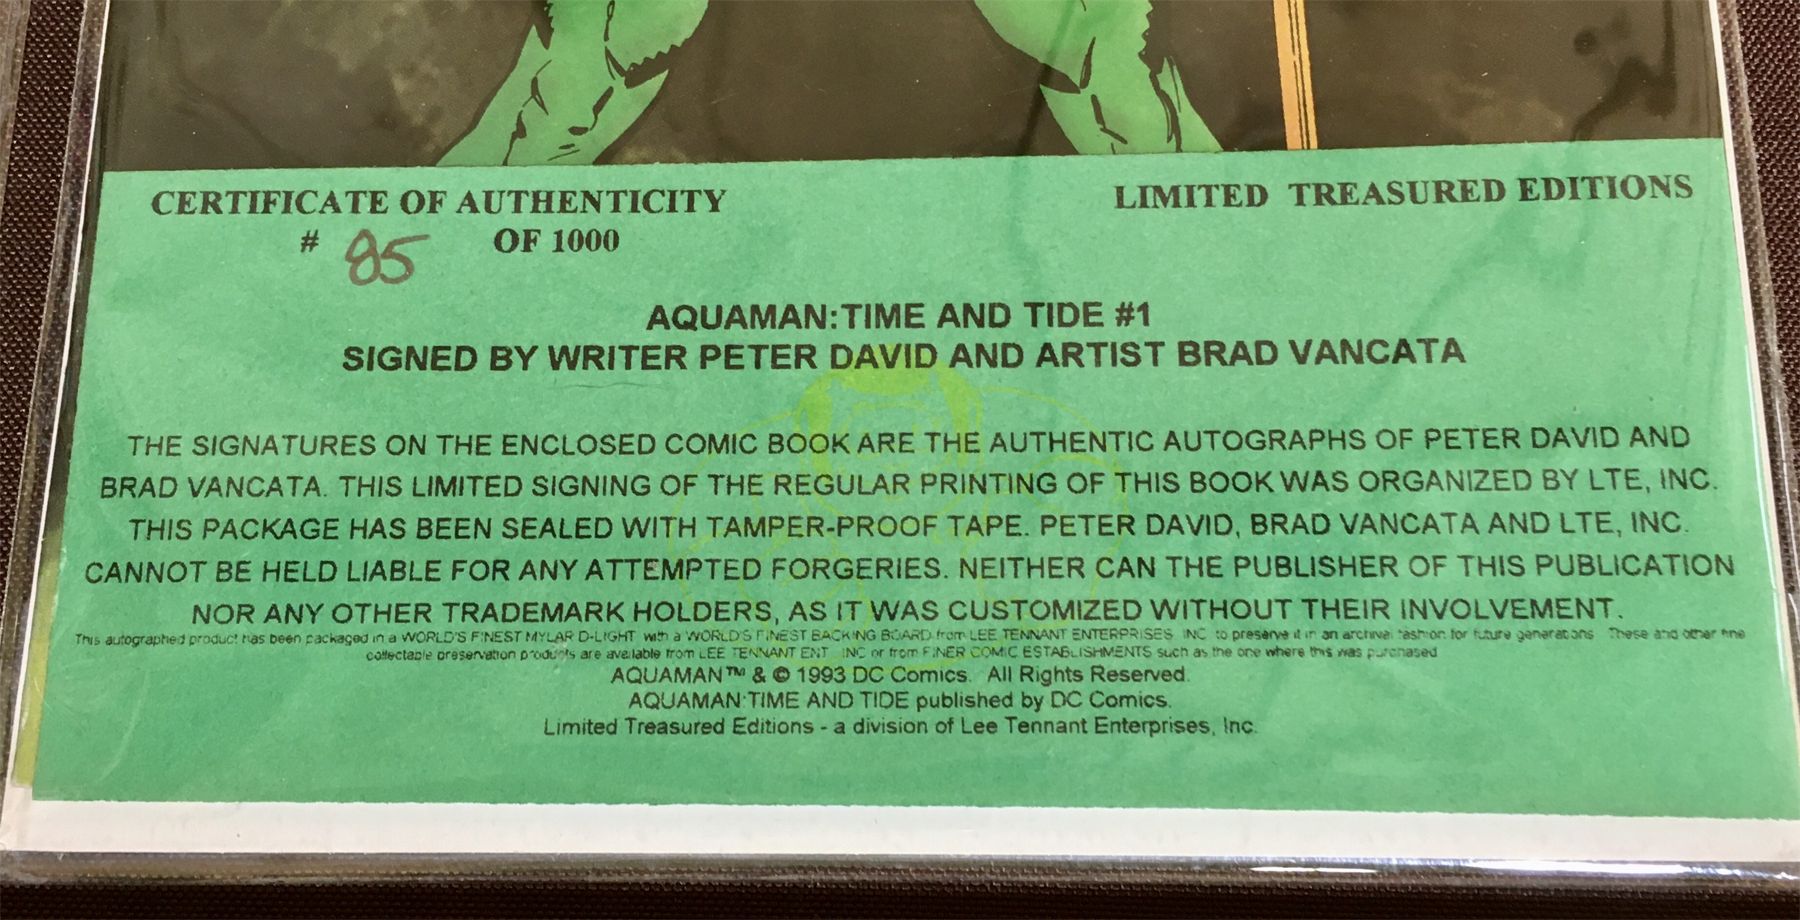 CERTIFICATE OF AUTHENTICITY
# 85 OF 1000
LIMITED TREASURED EDITIONS
AQUAMAN:TIME AND TIDE #1
SIGNED BY WRITER PETER DAVID AND ARTIST BRAD VANCATA
THE SIGNATURES ON THE ENCLOSED COMIC BOOK ARE THE AUTHENTIC AUTOGRAPHS OF PETER DAVID AND
BRAD VANCATA. THIS LIMITED SIGNING OF THE REGULAR PRINTING OF THIS BOOK WAS ORGANIZED BY LTE, INC.
THIS PACKAGE HAS BEEN SEALED WITH TAMPER-PROOF TAPE. PETER DAVID, BRAD VANCATA AND LTE, INC.
CANNOT BE HELD LIABLE FOR ANY ATTEMPTED FORGERIES. NEITHER CAN THE PUBLISHER OF THIS PUBLICATION
NOR ANY OTHER TRADEMARK HOLDERS, AS IT WAS CUSTOMIZED WITHOUT THEIR INVOLVEMENT.
This autographed product has been packaged in a WORLD'S FINEST MYLAR D-LIGHT with a WORLD'S FINEST BACKING BOARD from LEE TENNANT ENTERPRISES, INC. to preserve it in an archival fashion for future generations. These and other fine
collectable preservation products are available from LEE TENNANT ENT., INC or from FINER COMIC ESTABLISHMENTS such as the one where this was purchased
AQUAMAN™ & © 1993 DC Comics. All Rights Reserved.
AQUAMAN:TIME AND TIDE published by DC Comics.
Limited Treasured Editions - a division of Lee Tennant Enterprises, Inc.